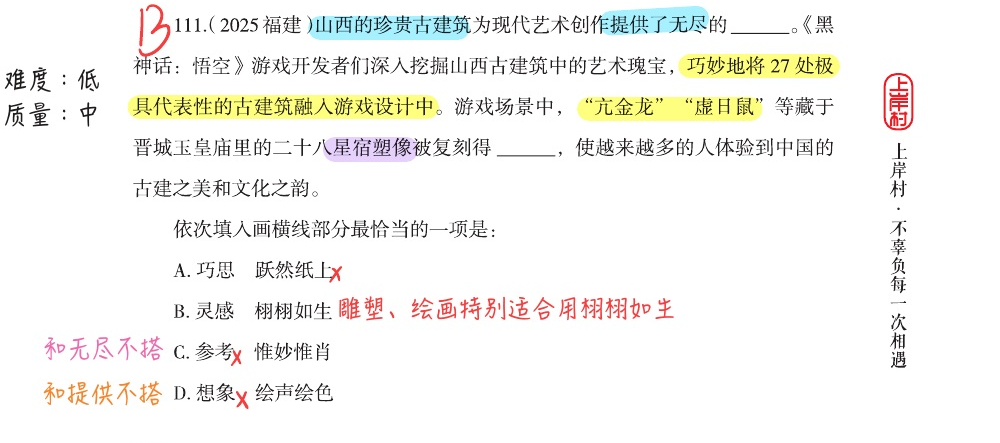 B 111.（2025福建）山西的珍贵古建筑为现代艺术创作提供了无尽的______。《黑
神话：悟空》游戏开发者们深入挖掘山西古建筑中的艺术瑰宝，巧妙地将27处极
难度：低
具代表性的古建筑融入游戏设计中。游戏场景中，“亢金龙”“虚日鼠”等藏于
质量：中
晋城玉皇庙里的二十八星宿塑像被复刻得______，使越来越多的人体验到中国的
古建之美和文化之韵。
依次填入画横线部分最恰当的一项是：
A. 巧思 跃然纸上 x
B. 灵感 栩栩如生 雕塑、绘画特别适合用栩栩如生
和无尽不搭 C. 参考 x 惟妙惟肖
和提供不搭 D. 想象 x 绘声绘色
上岸村
上岸村·不辜负每一次相遇